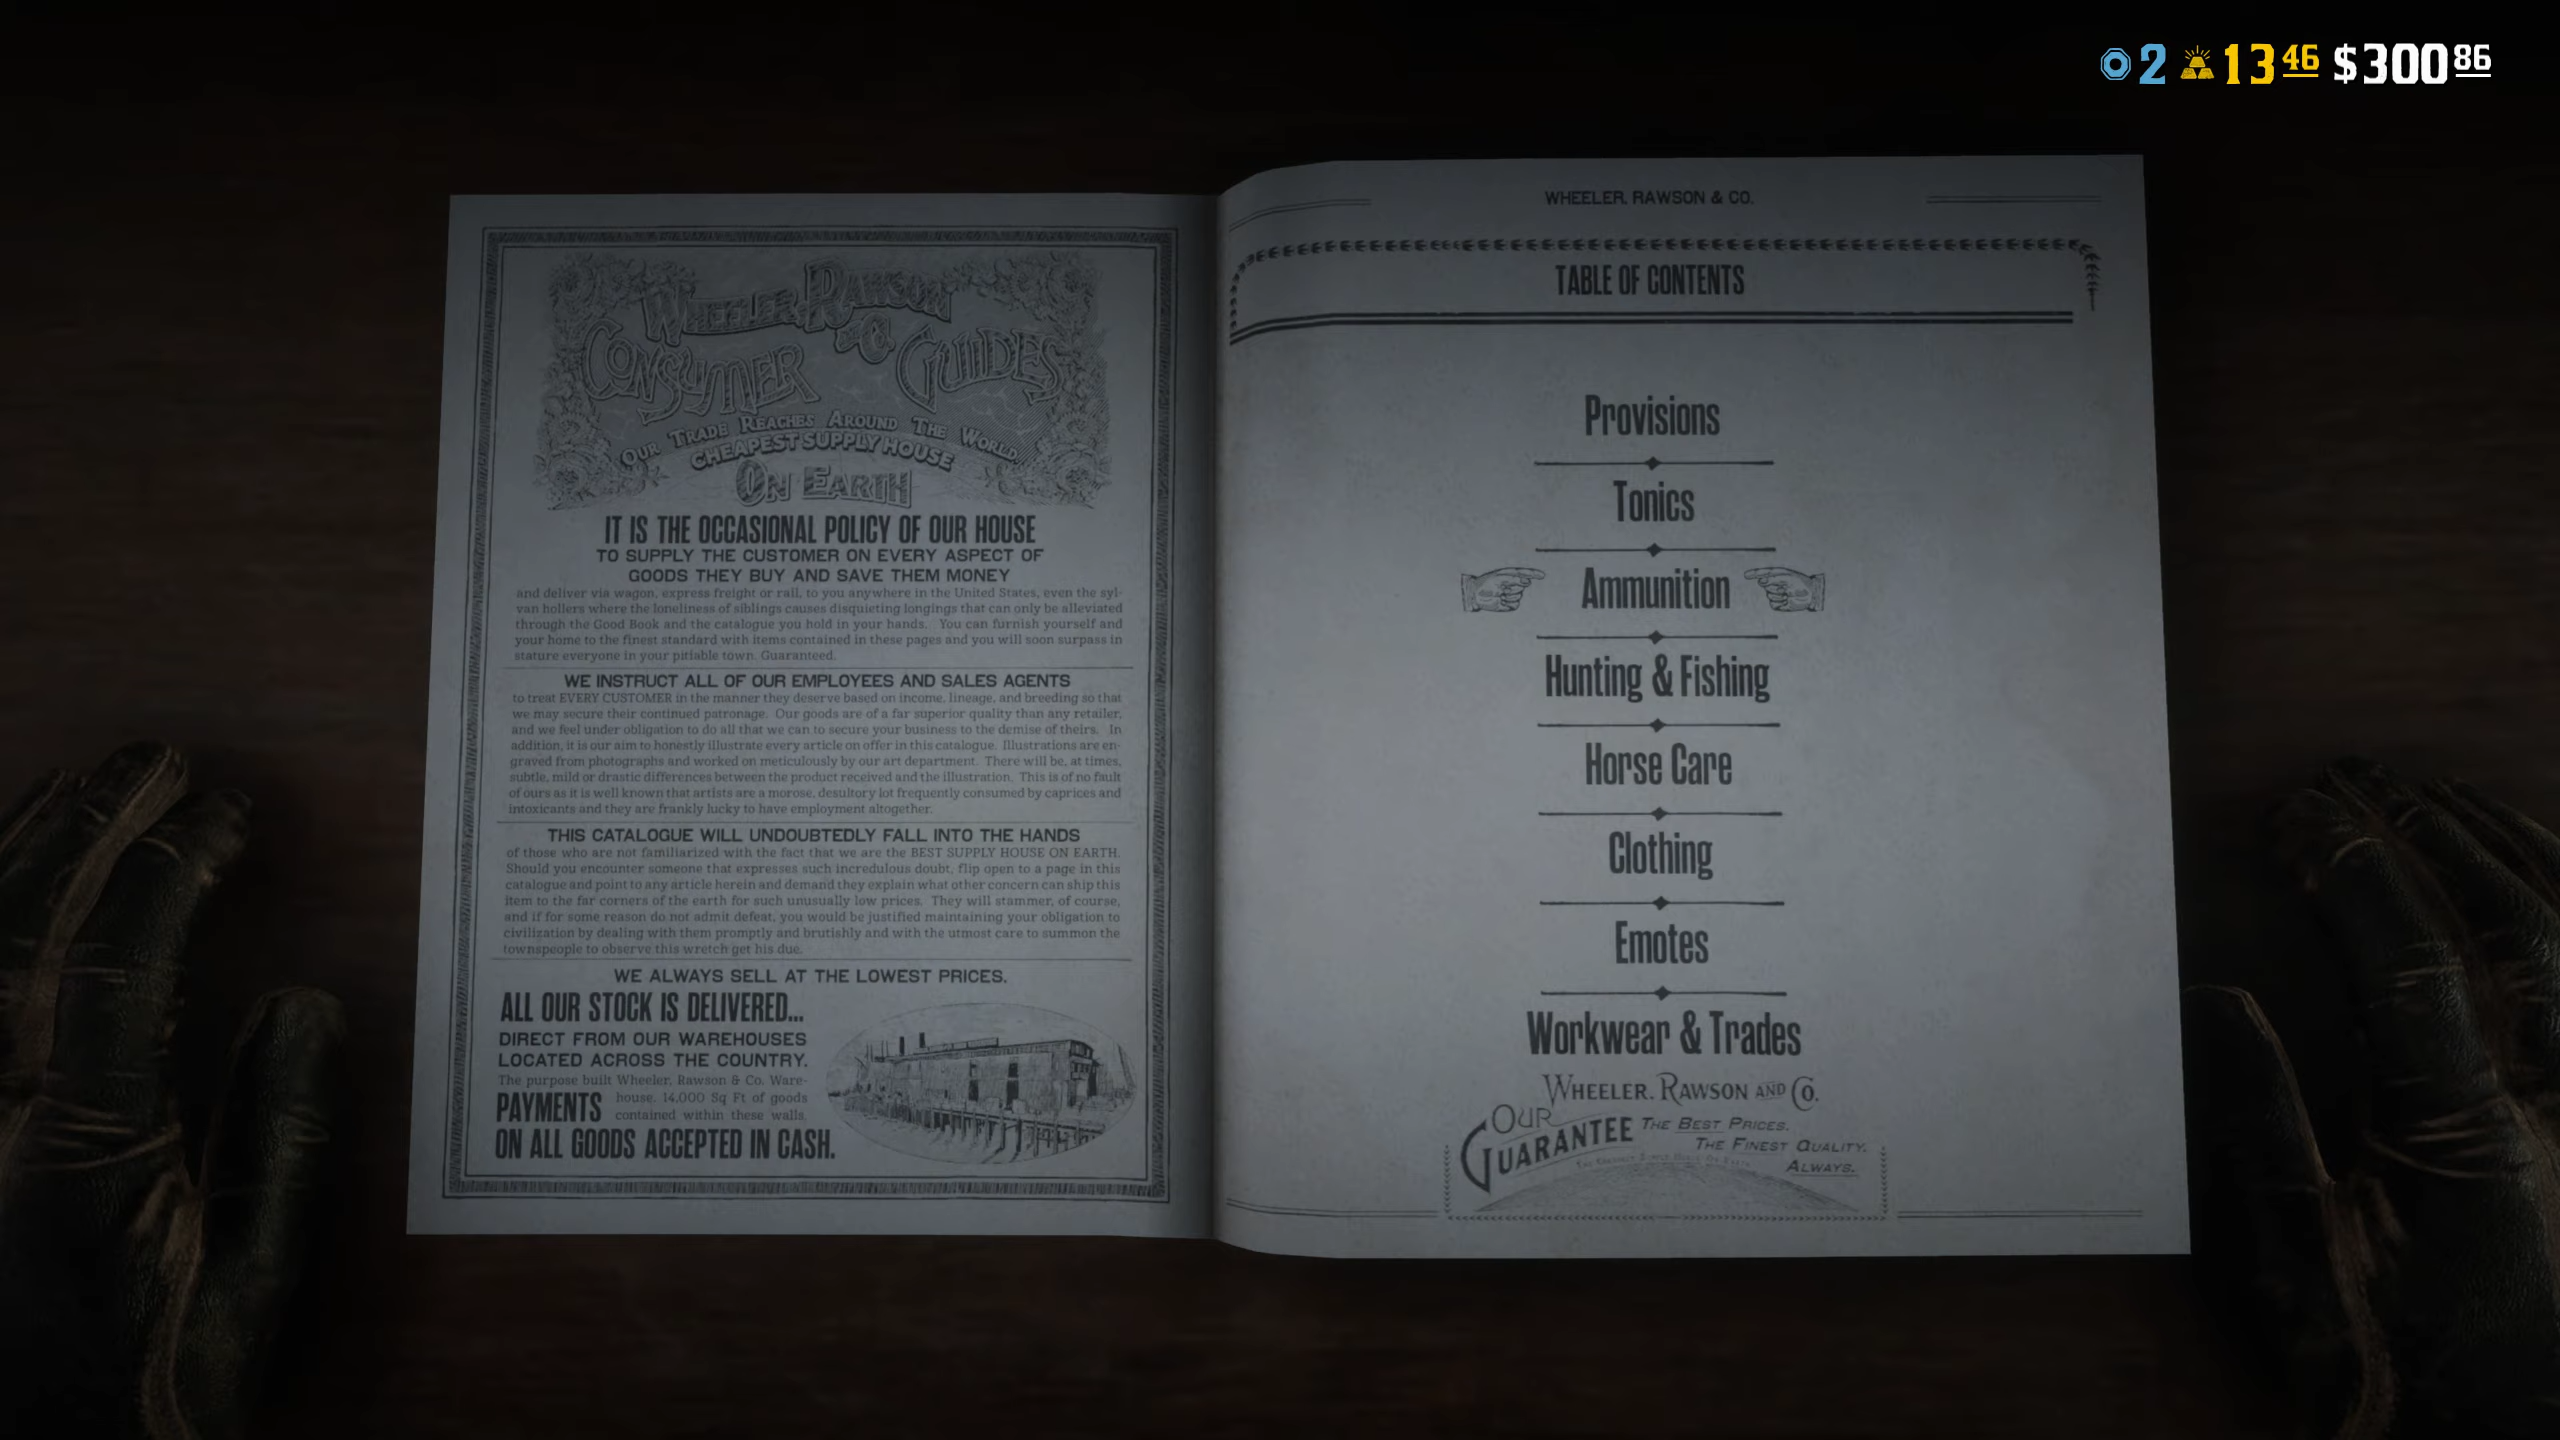 2 13 46 $300 86
WHEELER, RAWSON
& Co.
CONSUMER GUIDES
OUR TRADE REACHES AROUND THE WORLD
CHEAPEST SUPPLY HOUSE
ON EARTH
IT IS THE OCCASIONAL POLICY OF OUR HOUSE
TO SUPPLY THE CUSTOMER ON EVERY ASPECT OF
GOODS THEY BUY AND SAVE THEM MONEY
and deliver via wagon, express freight or rail, to you anywhere in the United States, even the syl-
van hollers where the loneliness of siblings causes disquieting longings that can only be alleviated
through the Good Book and the catalogue you hold in your hands. You can furnish yourself and
your home to the finest standard with items contained in these pages and you will soon surpass in
stature everyone in your pitiable town. Guaranteed.
WE INSTRUCT ALL OF OUR EMPLOYEES AND SALES AGENTS
to treat EVERY CUSTOMER in the manner they deserve based on income, lineage, and breeding so that
we may secure their continued patronage. Our goods are of a far superior quality than any retailer,
and we feel under obligation to do all that we can to secure your business to the demise of theirs. In
addition, it is our aim to honestly illustrate every article on offer in this catalogue. Illustrations are en-
graved from photographs and worked on meticulously by our art department. There will be, at times,
subtle, mild or drastic differences between the product received and the illustration. This is of no fault
of ours as it is well known that artists are a morose, desultory lot frequently consumed by caprices and
intoxicants and they are frankly lucky to have employment altogether.
THIS CATALOGUE WILL UNDOUBTEDLY FALL INTO THE HANDS
of those who are not familiarized with the fact that we are the BEST SUPPLY HOUSE ON EARTH.
Should you encounter someone that expresses such incredulous doubt, flip open to a page in this
catalogue and point to any article herein and demand they explain what other concern can ship this
item to the far corners of the earth for such unusually low prices. They will stammer, of course,
and if for some reason do not admit defeat, you would be justified maintaining your obligation to
civilization by dealing with them promptly and brutishly and with the utmost care to summon the
townspeople to observe this wretch get his due.
WE ALWAYS SELL AT THE LOWEST PRICES.
ALL OUR STOCK IS DELIVERED...
DIRECT FROM OUR WAREHOUSES
LOCATED ACROSS THE COUNTRY.
The purpose built Wheeler, Rawson & Co. Ware-
house. 14,000 Sq Ft of goods
contained within these walls.
PAYMENTS
ON ALL GOODS ACCEPTED IN CASH.
WHEELER, RAWSON & CO.
TABLE OF CONTENTS
Provisions
Tonics
Ammunition
Hunting & Fishing
Horse Care
Clothing
Emotes
Workwear & Trades
WHEELER, RAWSON AND CO.
OUR
GUARANTEE
THE BEST PRICES.
THE FINEST QUALITY.
ALWAYS.